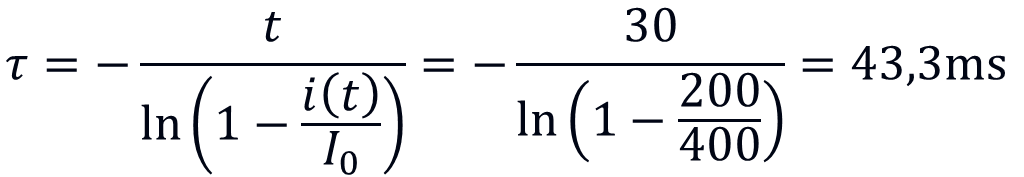 τ = − t / ln(1 − i(t)/I₀) = − 30 / ln(1 − 200/400) = 43,3ms